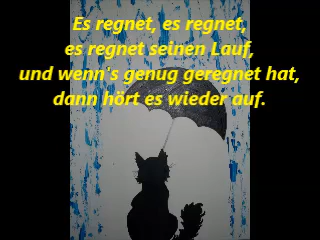 Es regnet, es regnet,
es regnet seinen Lauf,
und wenn's genug geregnet hat,
dann hört es wieder auf.